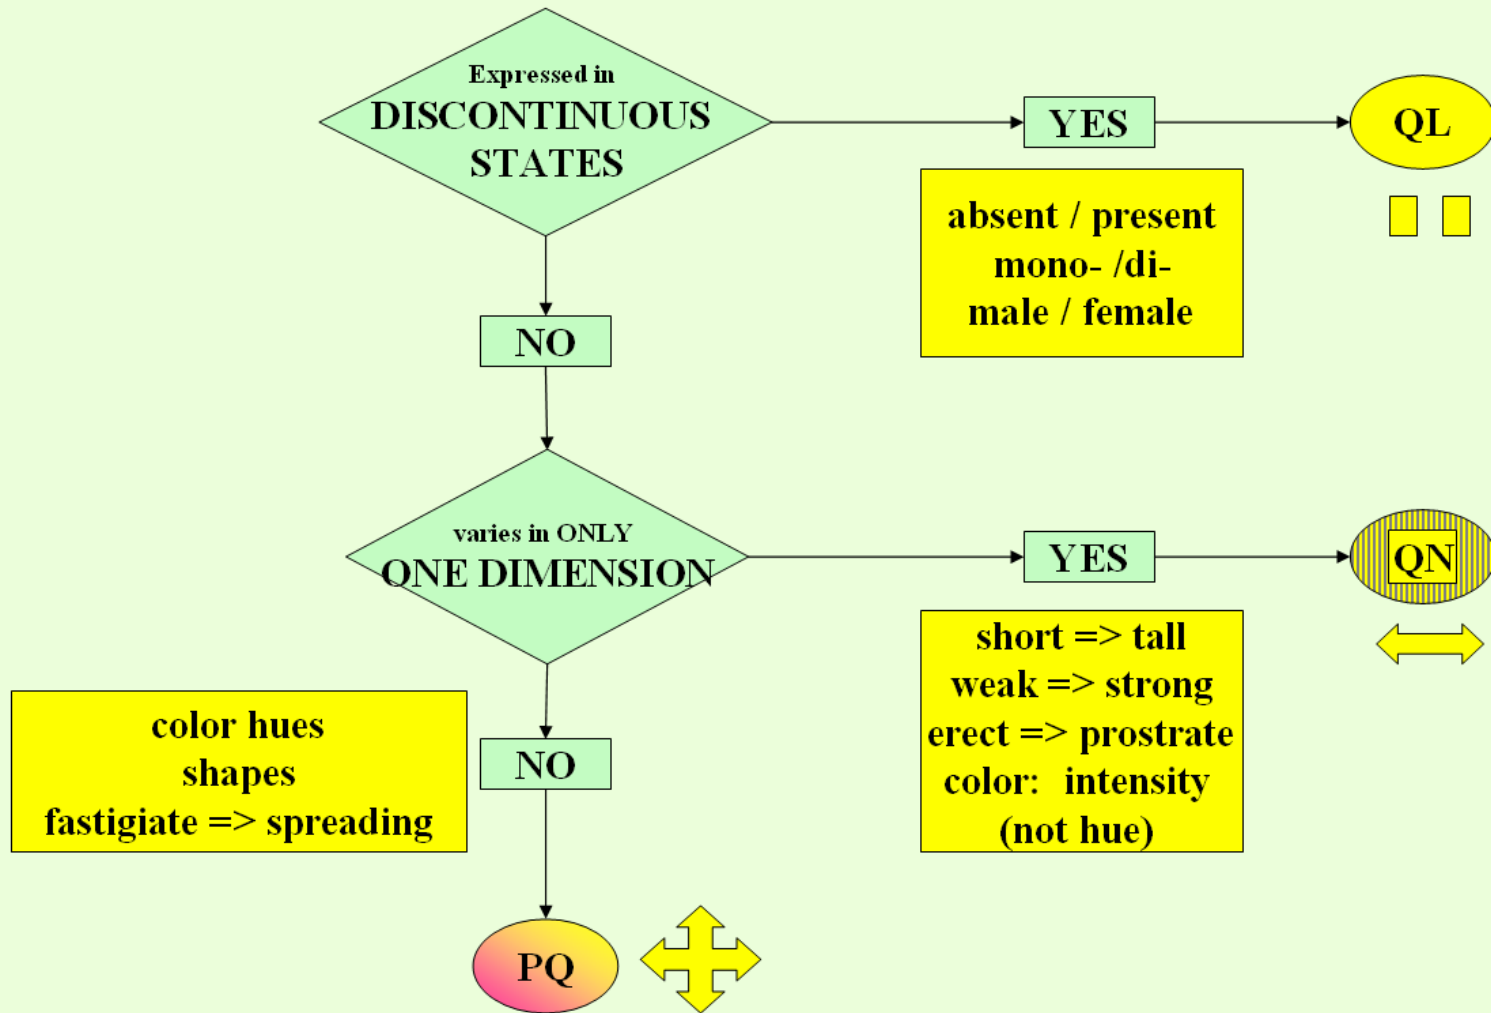 Expressed in
DISCONTINUOUS
STATES
YES
QL
absent / present
mono- /di-
male / female
NO
varies in ONLY
ONE DIMENSION
YES
QN
short => tall
weak => strong
erect => prostrate
color: intensity
(not hue)
color hues
shapes
fastigiate => spreading
NO
PQ